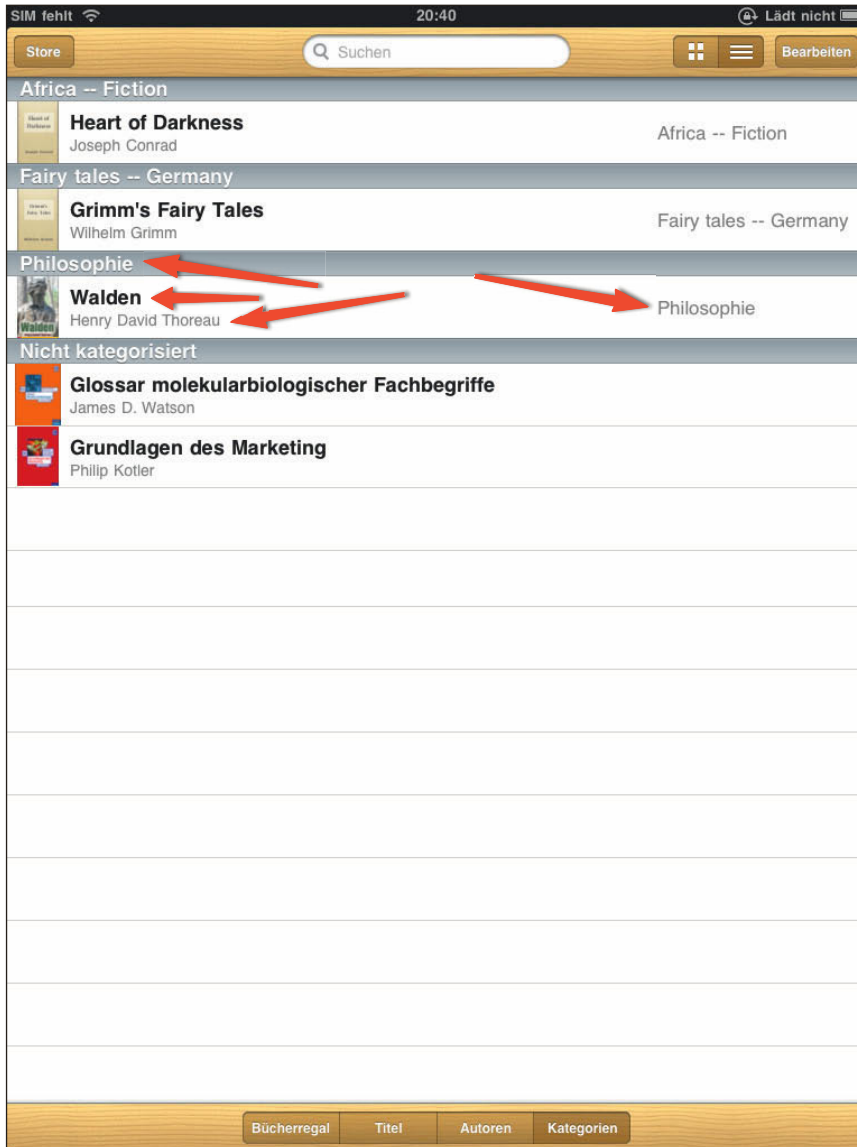 SIM fehlt 20:40 Lädt nicht
Store Suchen Bearbeiten
Africa -- Fiction
Heart of Darkness
Joseph Conrad
Africa -- Fiction
Fairy tales -- Germany
Grimm's Fairy Tales
Wilhelm Grimm
Fairy tales -- Germany
Philosophie
Walden
Walden
Henry David Thoreau
Philosophie
Nicht kategorisiert
Glossar molekularbiologischer Fachbegriffe
James D. Watson
Grundlagen des Marketing
Philip Kotler
Bücherregal Titel Autoren Kategorien